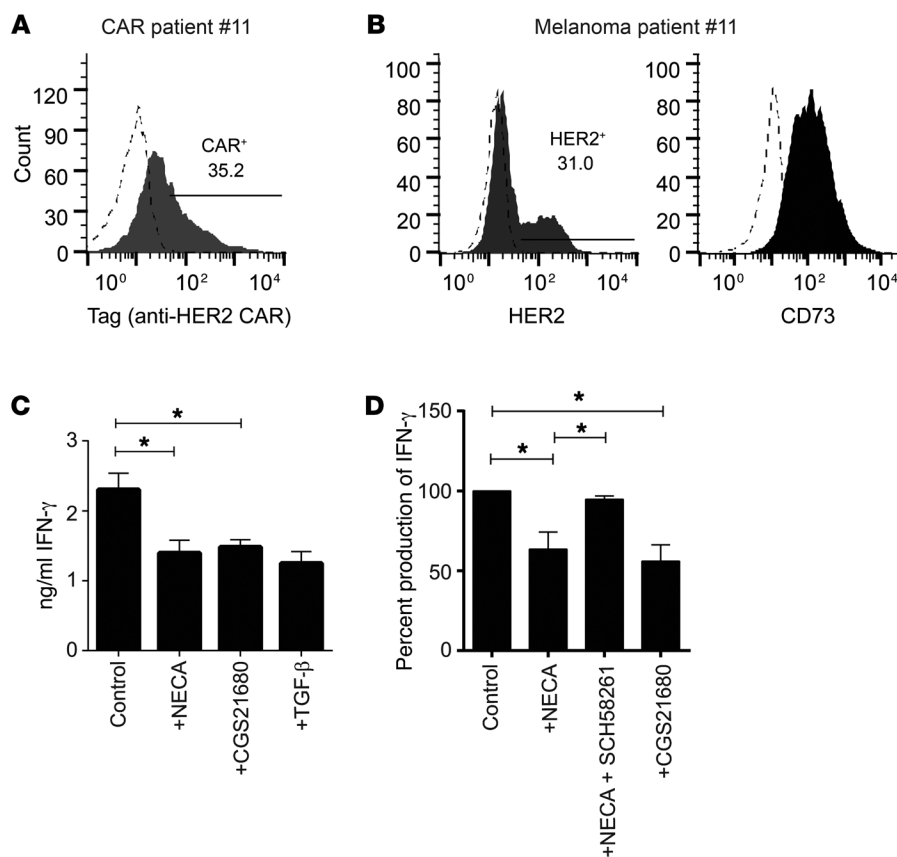 A CAR patient #11
120
90
60
30
0
Count
CAR⁺
35.2
10⁰ 10² 10⁴
Tag (anti-HER2 CAR)
B Melanoma patient #11
100
80
60
40
20
0
HER2⁺
31.0
10⁰ 10² 10⁴
HER2
100
80
60
40
20
0
10⁰ 10² 10⁴
CD73
C
3
2
1
0
ng/ml IFN-γ
*
*
Control
+NECA
+CGS21680
+TGF-β
D
150
100
50
0
Percent production of IFN-γ
*
*
*
Control
+NECA
+NECA + SCH58261
+CGS21680